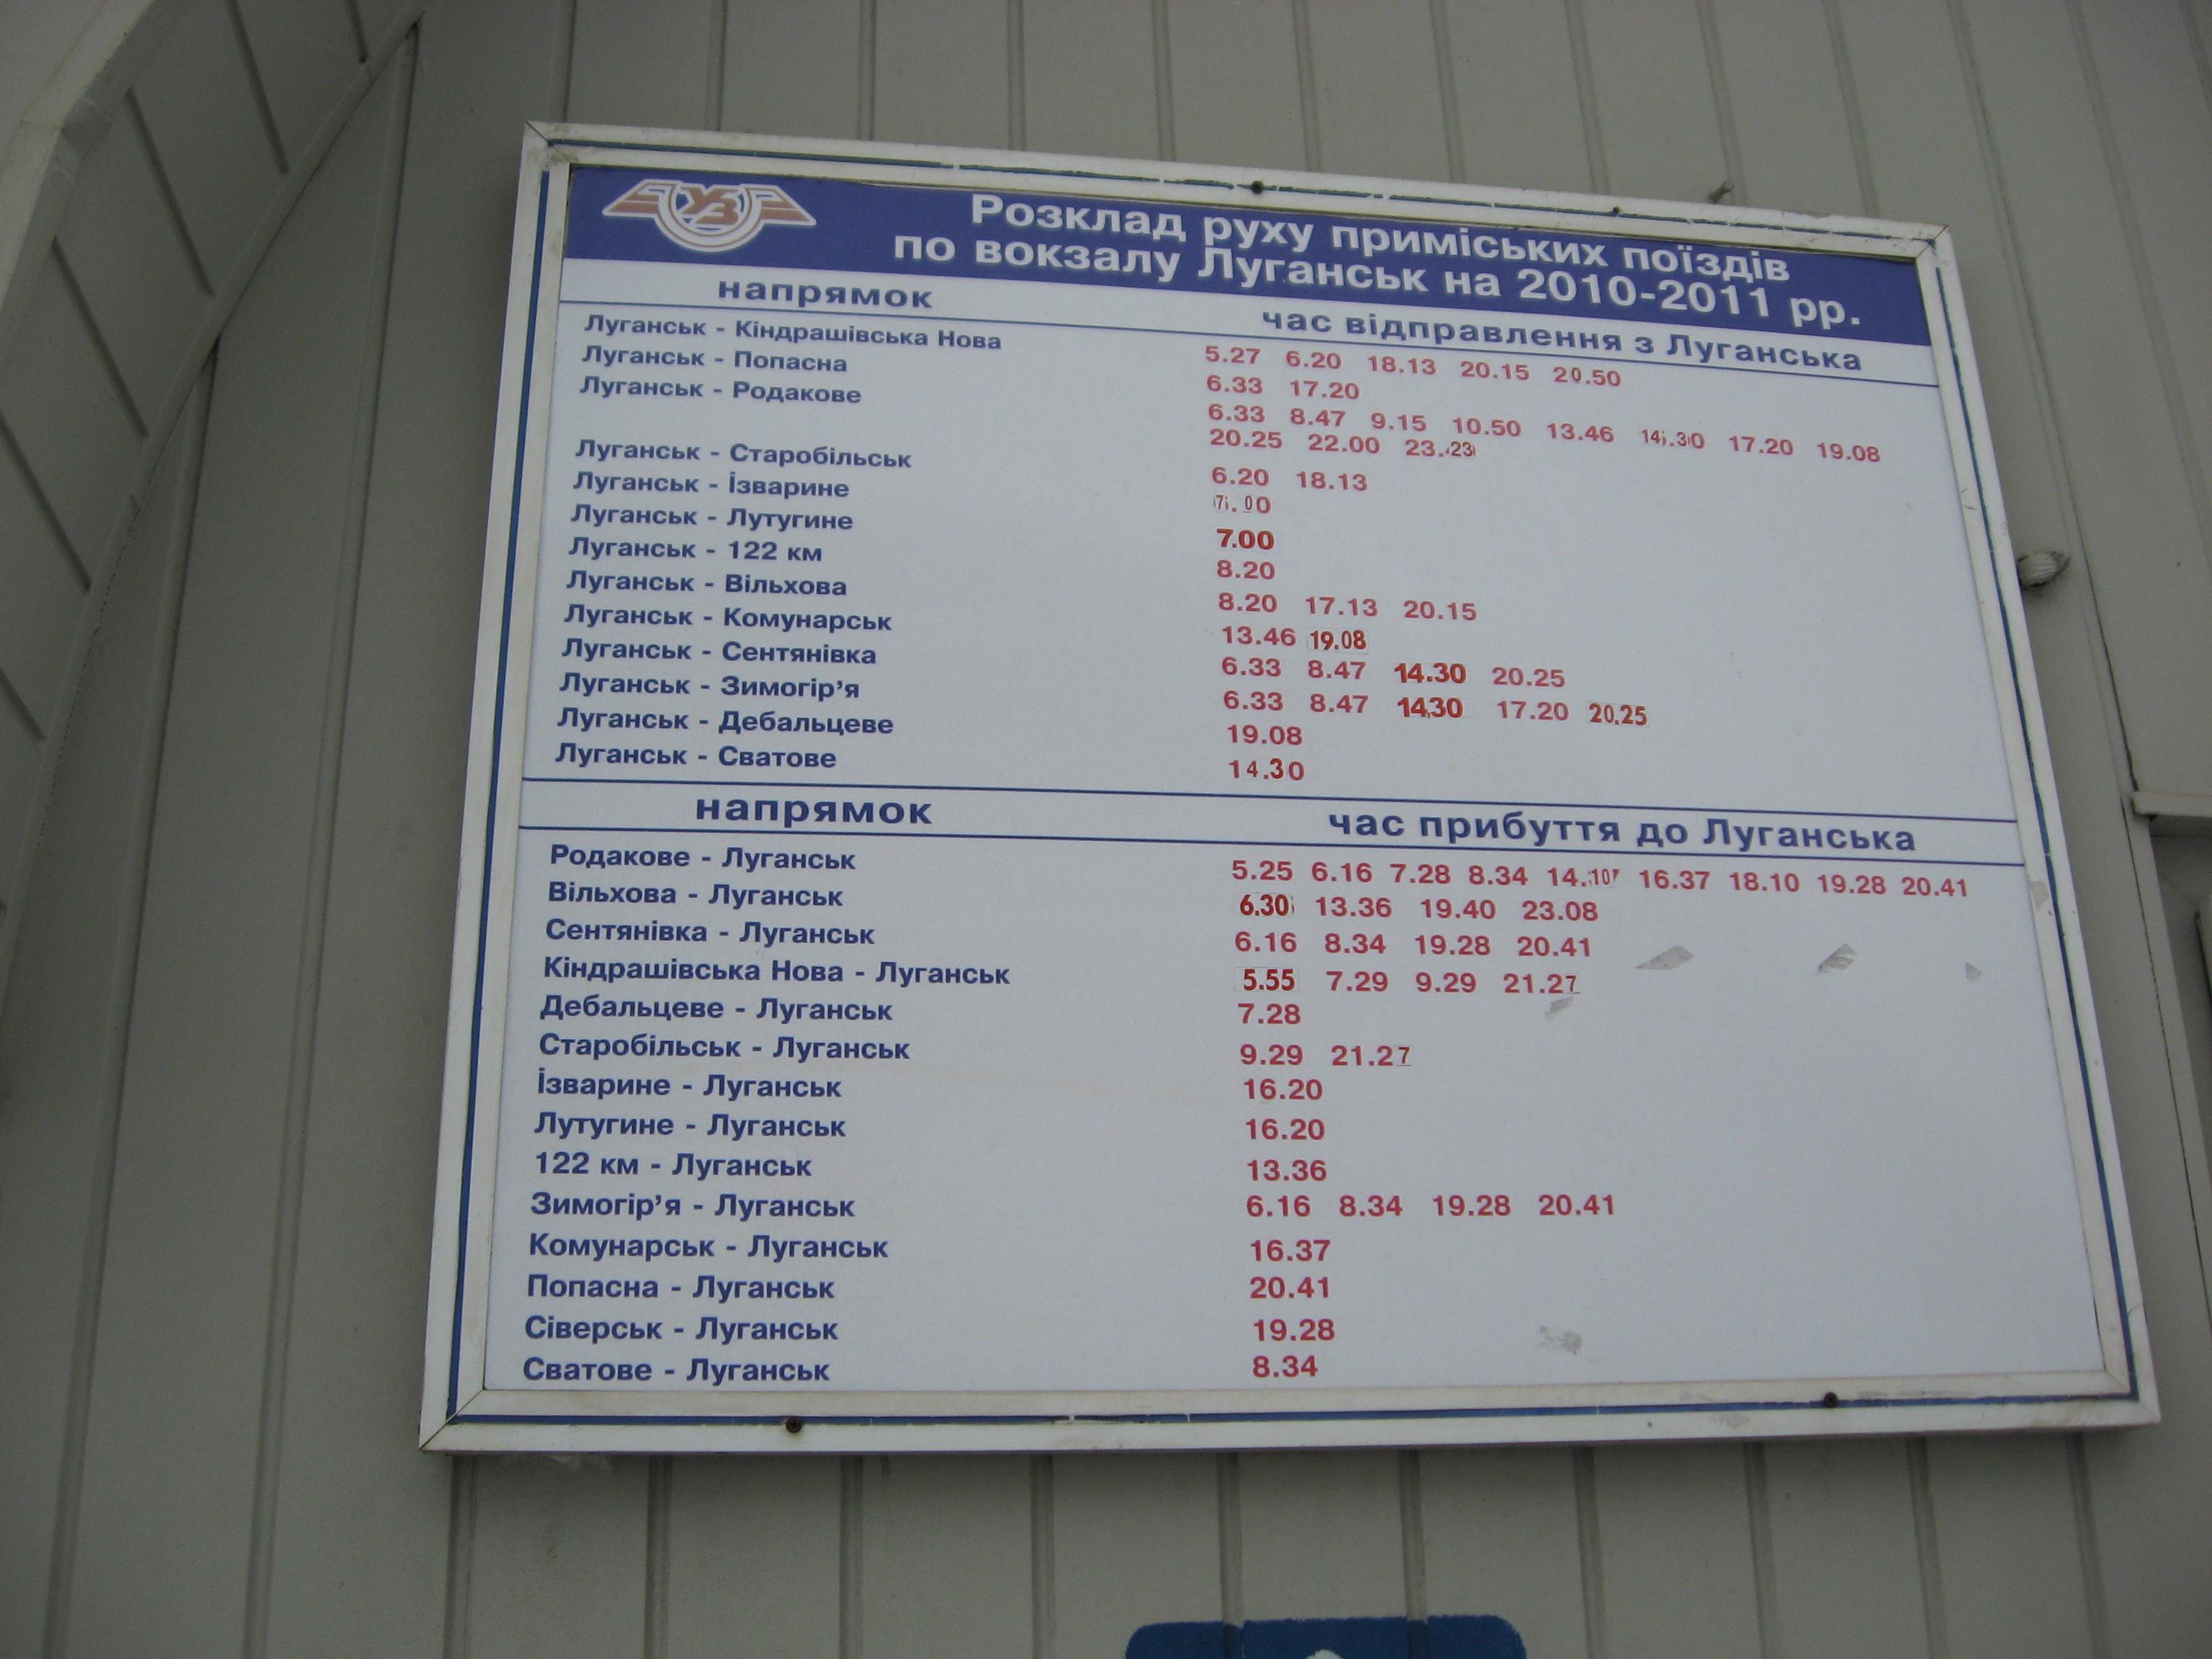 УЗ
Розклад руху приміських поїздів
по вокзалу Луганськ на 2010-2011 рр.
напрямок час відправлення з Луганська
Луганськ - Кіндрашівська Нова 5.27 6.20 18.13 20.15 20.50
Луганськ - Попасна 6.33 17.20
Луганськ - Родакове 6.33 8.47 9.15 10.50 13.46 14.30 17.20 19.08
20.25 22.00 23.23
Луганськ - Старобільськ 6.20 18.13
Луганськ - Ізварине 7.00
Луганськ - Лутугине 7.00
Луганськ - 122 км 8.20
Луганськ - Вільхова 8.20 17.13 20.15
Луганськ - Комунарськ 13.46 19.08
Луганськ - Сентянівка 6.33 8.47 14.30 20.25
Луганськ - Зимогір’я 6.33 8.47 14.30 17.20 20.25
Луганськ - Дебальцеве 19.08
Луганськ - Сватове 14.30
напрямок час прибуття до Луганська
Родакове - Луганськ 5.25 6.16 7.28 8.34 14.10 16.37 18.10 19.28 20.41
Вільхова - Луганськ 6.30 13.36 19.40 23.08
Сентянівка - Луганськ 6.16 8.34 19.28 20.41
Кіндрашівська Нова - Луганськ 5.55 7.29 9.29 21.27
Дебальцеве - Луганськ 7.28
Старобільськ - Луганськ 9.29 21.27
Ізварине - Луганськ 16.20
Лутугине - Луганськ 16.20
122 км - Луганськ 13.36
Зимогір’я - Луганськ 6.16 8.34 19.28 20.41
Комунарськ - Луганськ 16.37
Попасна - Луганськ 20.41
Сіверськ - Луганськ 19.28
Сватове - Луганськ 8.34